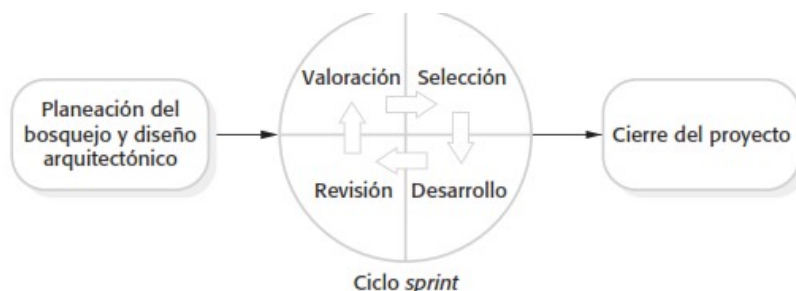 Planeación del
bosquejo y diseño
arquitectónico
Valoración
Selección
Revisión
Desarrollo
Cierre del proyecto
Ciclo sprint